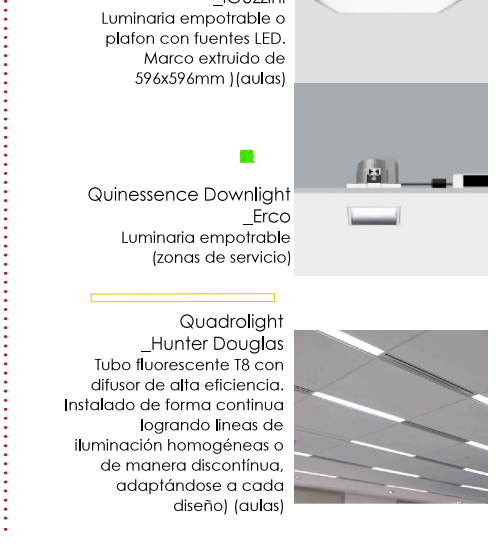 _iGuzzini
Luminaria empotrable o
plafon con fuentes LED.
Marco extruido de
596x596mm )(aulas)
Quinessence Downlight
_Erco
Luminaria empotrable
(zonas de servicio)
Quadrolight
_Hunter Douglas
Tubo fluorescente T8 con
difusor de alta eficiencia.
Instalado de forma continua
logrando lineas de
iluminación homogéneas o
de manera discontínua,
adaptándose a cada
diseño) (aulas)